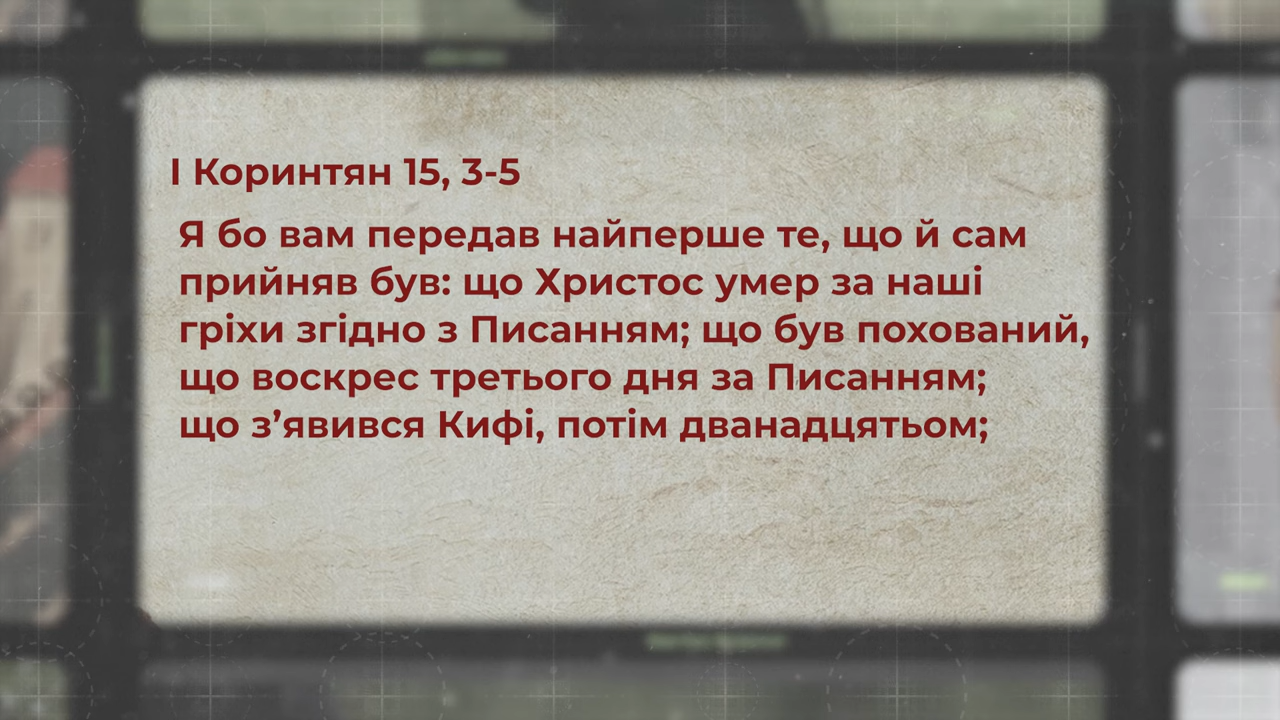 І Коринтян 15, 3-5
Я бо вам передав найперше те, що й сам
прийняв був: що Христос умер за наші
гріхи згідно з Писанням; що був похований,
що воскрес третього дня за Писанням;
що з’явився Кифі, потім дванадцятьом;